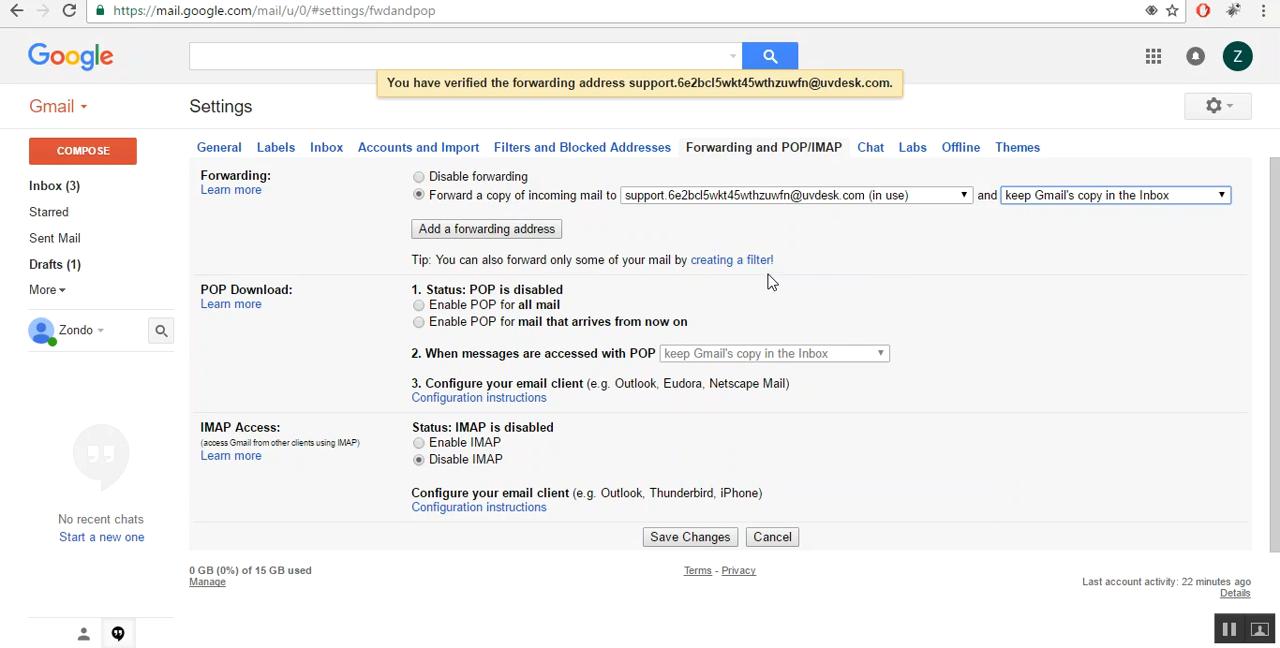 https://mail.google.com/mail/u/0/#settings/fwdandpop
Google
Z
You have verified the forwarding address support.6e2bcl5wkt45wthzuwfn@uvdesk.com.
Gmail
Settings
COMPOSE
Inbox (3)
Starred
Sent Mail
Drafts (1)
More
Zondo
No recent chats
Start a new one
General Labels Inbox Accounts and Import Filters and Blocked Addresses Forwarding and POP/IMAP Chat Labs Offline Themes
Forwarding:
Learn more
Disable forwarding
Forward a copy of incoming mail to support.6e2bcl5wkt45wthzuwfn@uvdesk.com (in use) and keep Gmail's copy in the Inbox
Add a forwarding address
Tip: You can also forward only some of your mail by creating a filter!
POP Download:
Learn more
1. Status: POP is disabled
Enable POP for all mail
Enable POP for mail that arrives from now on
2. When messages are accessed with POP keep Gmail's copy in the Inbox
3. Configure your email client (e.g. Outlook, Eudora, Netscape Mail)
Configuration instructions
IMAP Access:
(access Gmail from other clients using IMAP)
Learn more
Status: IMAP is disabled
Enable IMAP
Disable IMAP
Configure your email client (e.g. Outlook, Thunderbird, iPhone)
Configuration instructions
Save Changes Cancel
0 GB (0%) of 15 GB used
Manage
Terms - Privacy
Last account activity: 22 minutes ago
Details